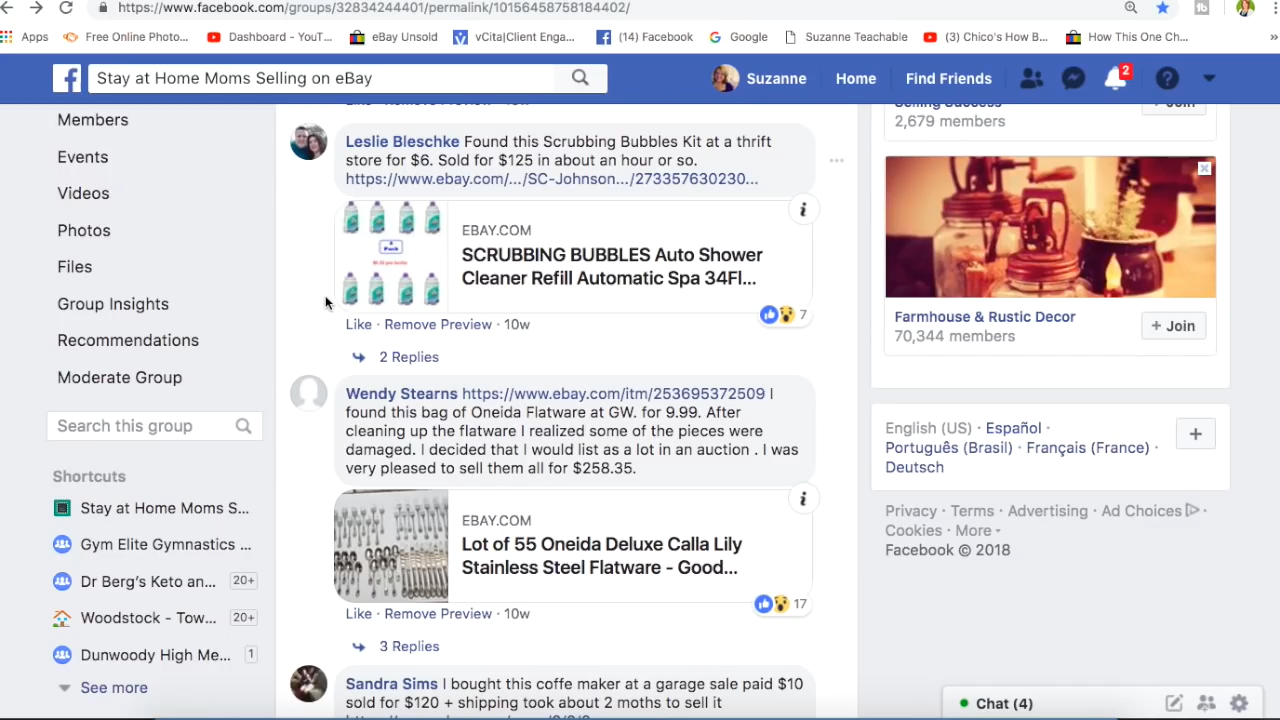 https://www.facebook.com/groups/32834244401/permalink/10156458758184402/
Apps
Free Online Photo...
Dashboard - YouT...
eBay Unsold
vCita|Client Enga...
(14) Facebook
Google
Suzanne Teachable
(3) Chico's How B...
How This One Ch...
»
Stay at Home Moms Selling on eBay
Suzanne
Home
Find Friends
2
Members
Events
Videos
Photos
Files
Group Insights
Recommendations
Moderate Group
Search this group
Shortcuts
Stay at Home Moms S...
Gym Elite Gymnastics ...
Dr Berg's Keto an...
20+
Woodstock - Tow...
20+
Dunwoody High Me...
1
See more
Leslie Bleschke Found this Scrubbing Bubbles Kit at a thrift
store for $6. Sold for $125 in about an hour or so.
https://www.ebay.com/.../SC-Johnson.../273357630230...
EBAY.COM
SCRUBBING BUBBLES Auto Shower
Cleaner Refill Automatic Spa 34Fl...
7
Like · Remove Preview · 10w
2 Replies
Wendy Stearns https://www.ebay.com/itm/253695372509 I
found this bag of Oneida Flatware at GW. for 9.99. After
cleaning up the flatware I realized some of the pieces were
damaged. I decided that I would list as a lot in an auction . I was
very pleased to sell them all for $258.35.
EBAY.COM
Lot of 55 Oneida Deluxe Calla Lily
Stainless Steel Flatware - Good...
17
Like · Remove Preview · 10w
3 Replies
Sandra Sims I bought this coffe maker at a garage sale paid $10
sold for $120 + shipping took about 2 moths to sell it
Selling Success
2,679 members
+ Join
Farmhouse & Rustic Decor
70,344 members
+ Join
English (US) · Español ·
Português (Brasil) · Français (France) ·
Deutsch
Privacy · Terms · Advertising · Ad Choices ·
Cookies · More
Facebook © 2018
Chat (4)